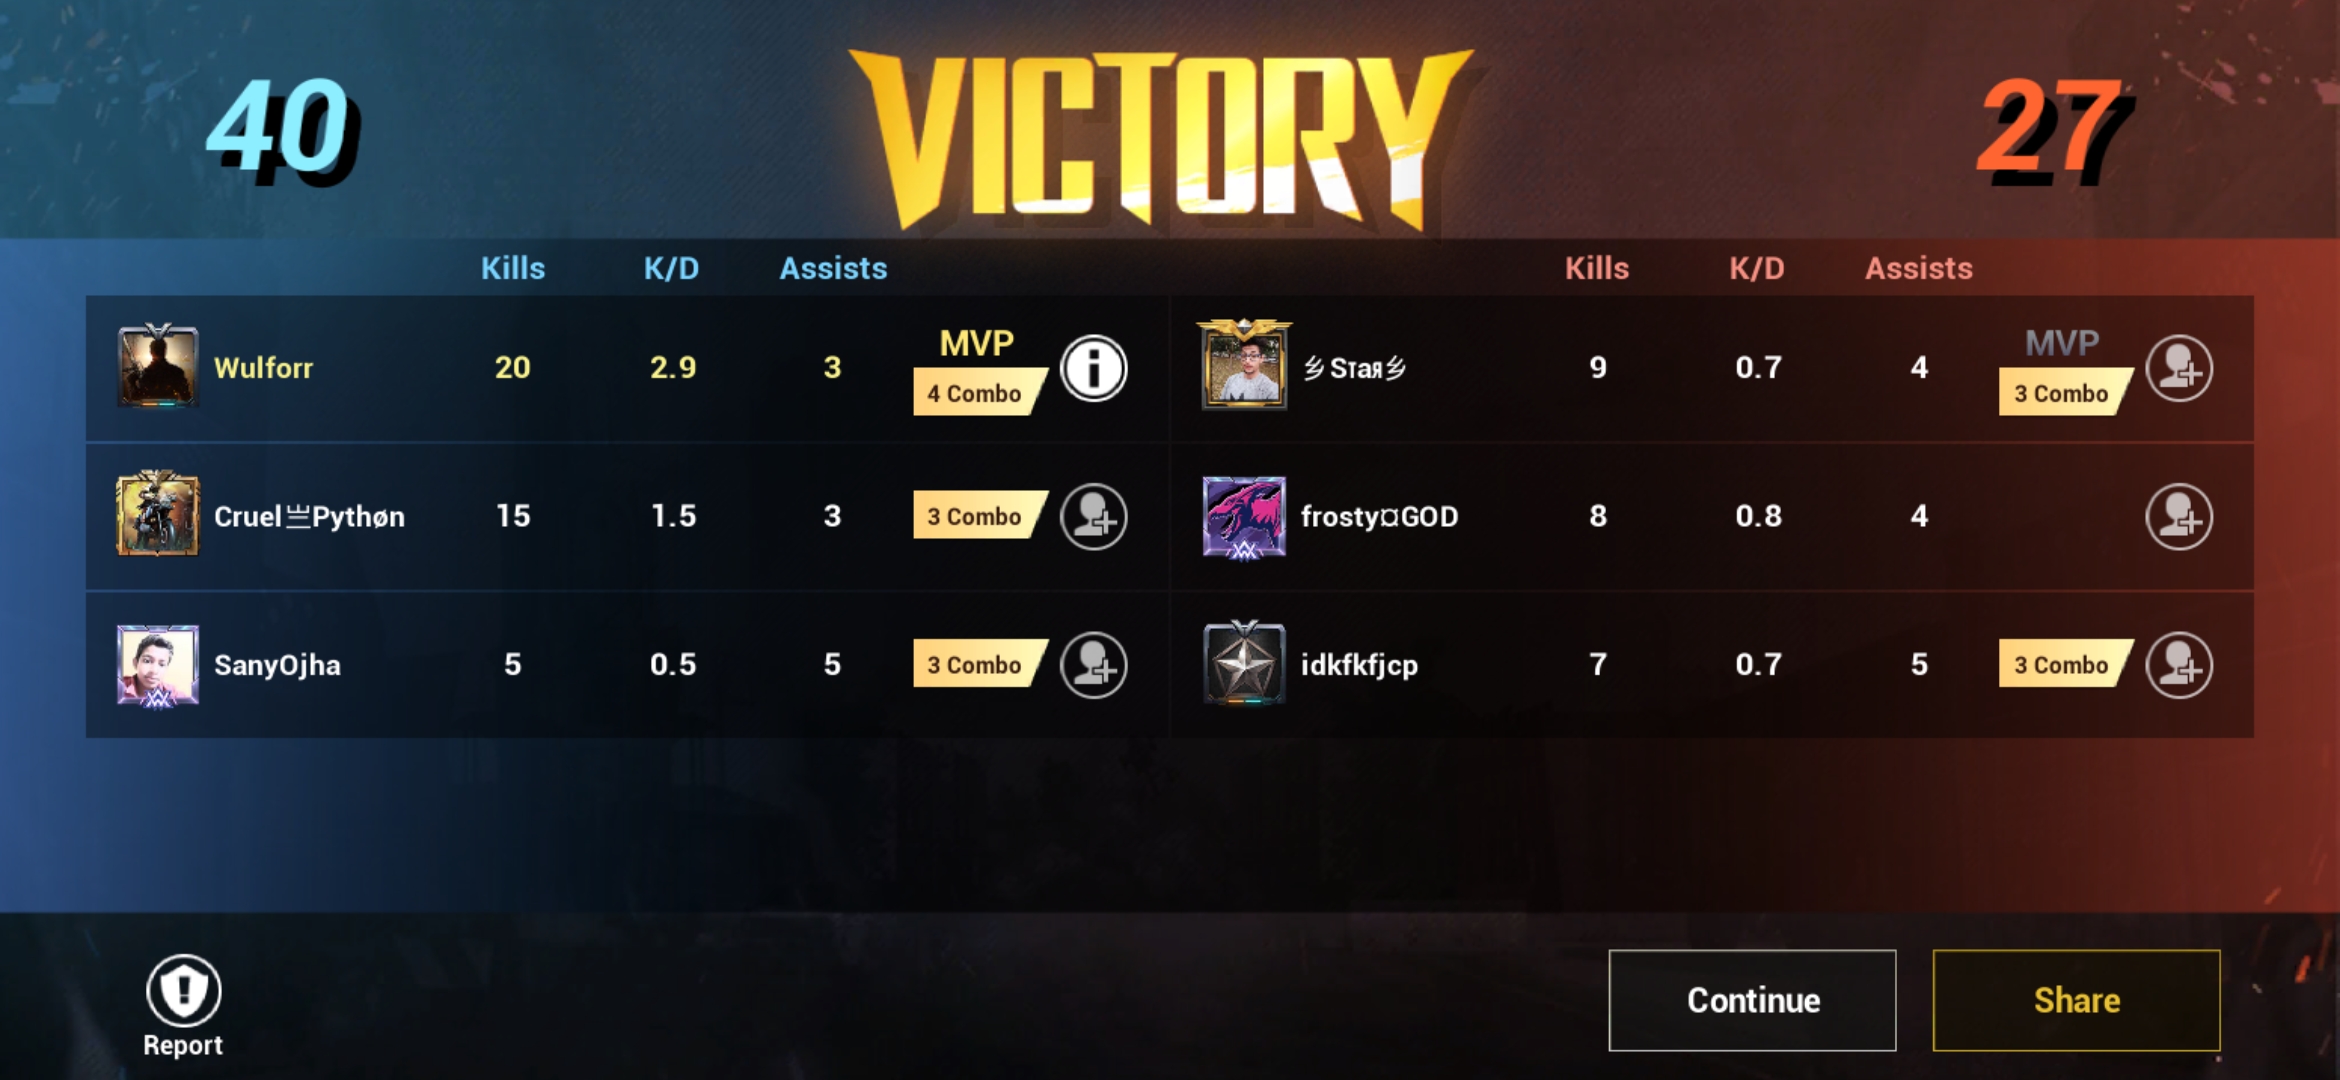 40 VICTORY 27
Kills K/D Assists Kills K/D Assists
Wulforr 20 2.9 3 MVP 4 Combo 乡Sтaя乡 9 0.7 4 MVP 3 Combo
Cruel亗Pythøn 15 1.5 3 3 Combo frosty¤GOD 8 0.8 4
SanyOjha 5 0.5 5 3 Combo idkfkfjcp 7 0.7 5 3 Combo
Report Continue Share